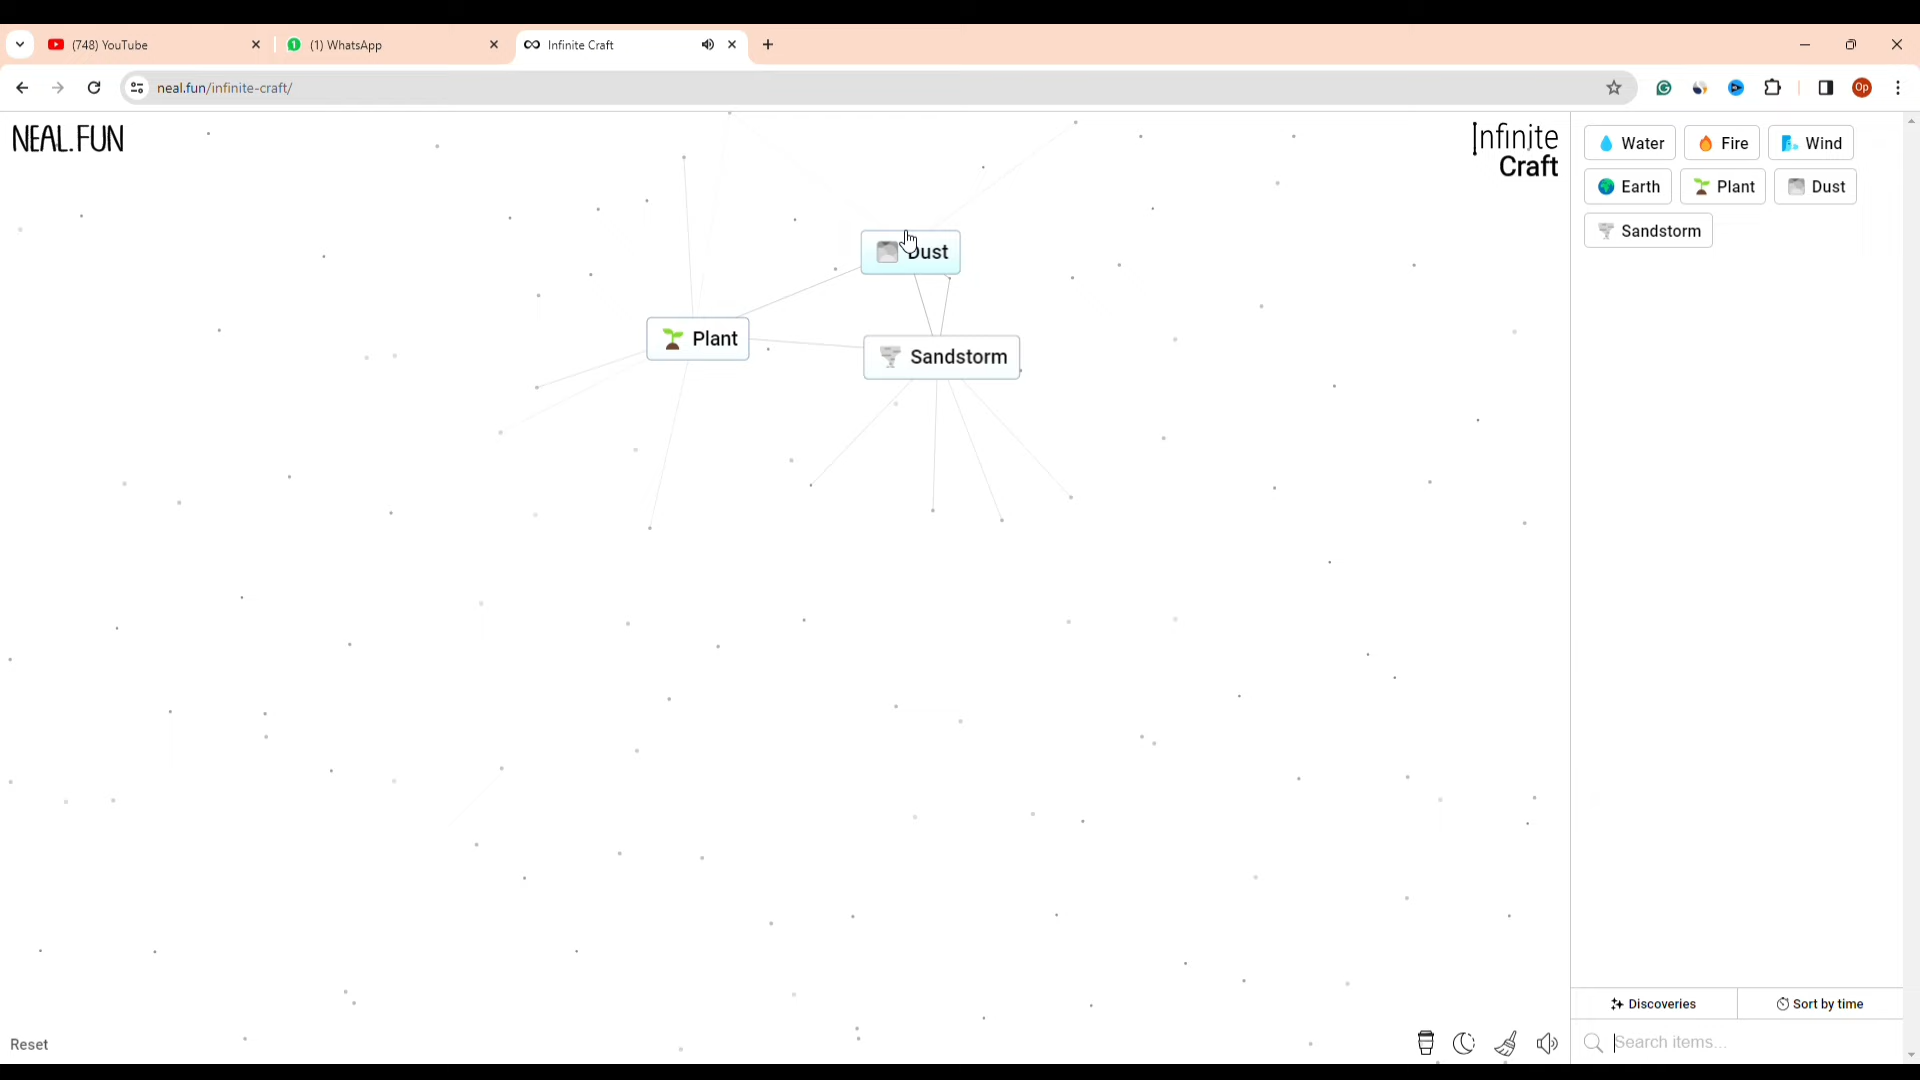 (748) YouTube
(1) WhatsApp
Infinite Craft
neal.fun/infinite-craft/
Op
NEAL.FUN
Infinite
Craft
Water
Fire
Wind
Earth
Plant
Dust
Sandstorm
Dust
Plant
Sandstorm
Discoveries
Sort by time
Reset
Search items...